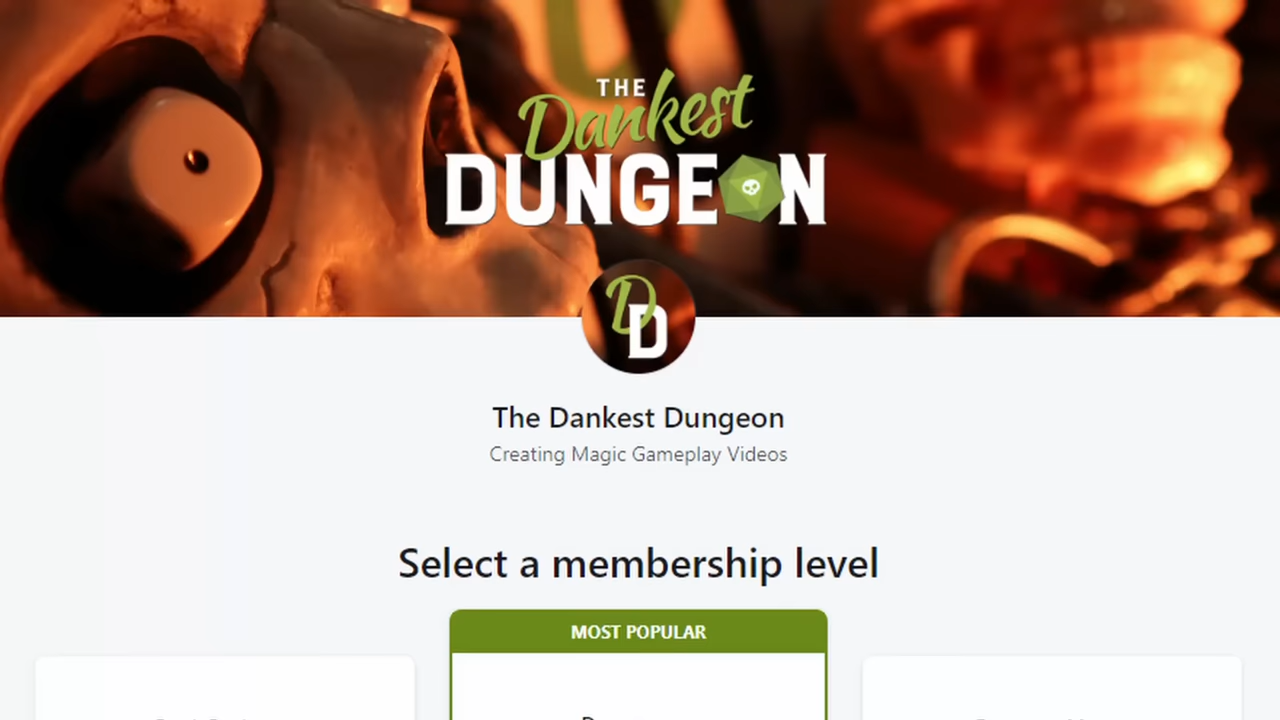 THE
Dankest
DUNGEON
DD
The Dankest Dungeon
Creating Magic Gameplay Videos
Select a membership level
MOST POPULAR